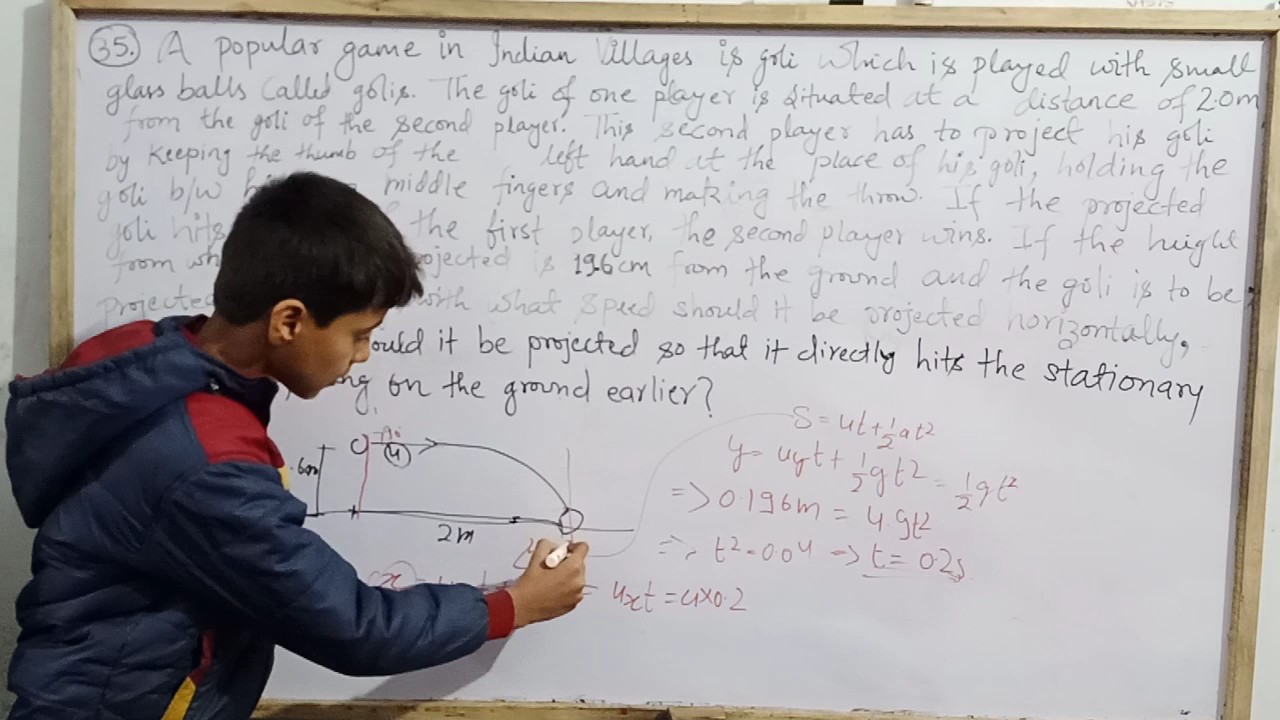 35. A popular game in Indian Villages is goli which is played with small
glass balls called golis. The goli of one player is situated at a distance of 2.0m
from the goli of the second player. This second player has to project his goli
by keeping the thumb of the left hand at the place of his goli, holding the
goli b/w middle fingers and making the throw. If the projected
goli hits the first player, the second player wins. If the height
from ojected is 19.6cm from the ground and the goli is to be
projected with what speed should it be projected horizontally,
ould it be projected so that it directly hits the stationary
ng on the ground earlier?
S = ut + 1/2 at²
y = uyt + 1/2 gt² = 1/2 gt²
=> 0.196m = 4.9t²
=> t² = 0.04 => t = 0.2s
u
.6m
2m
x
= uxt = u×0.2